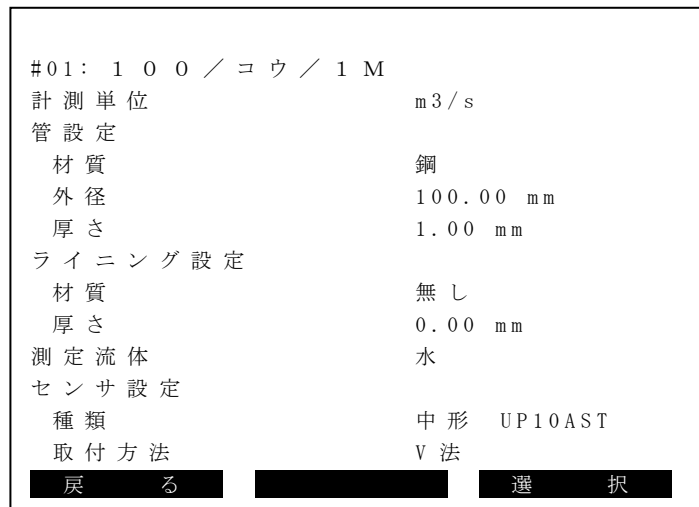 #01: １００／コウ／１Ｍ
計測単位 m3/s
管設定
材質 鋼
外径 100.00 mm
厚さ 1.00 mm
ライニング設定
材質 無し
厚さ 0.00 mm
測定流体 水
センサ設定
種類 中形 UP10AST
取付方法 V法
戻る 選択